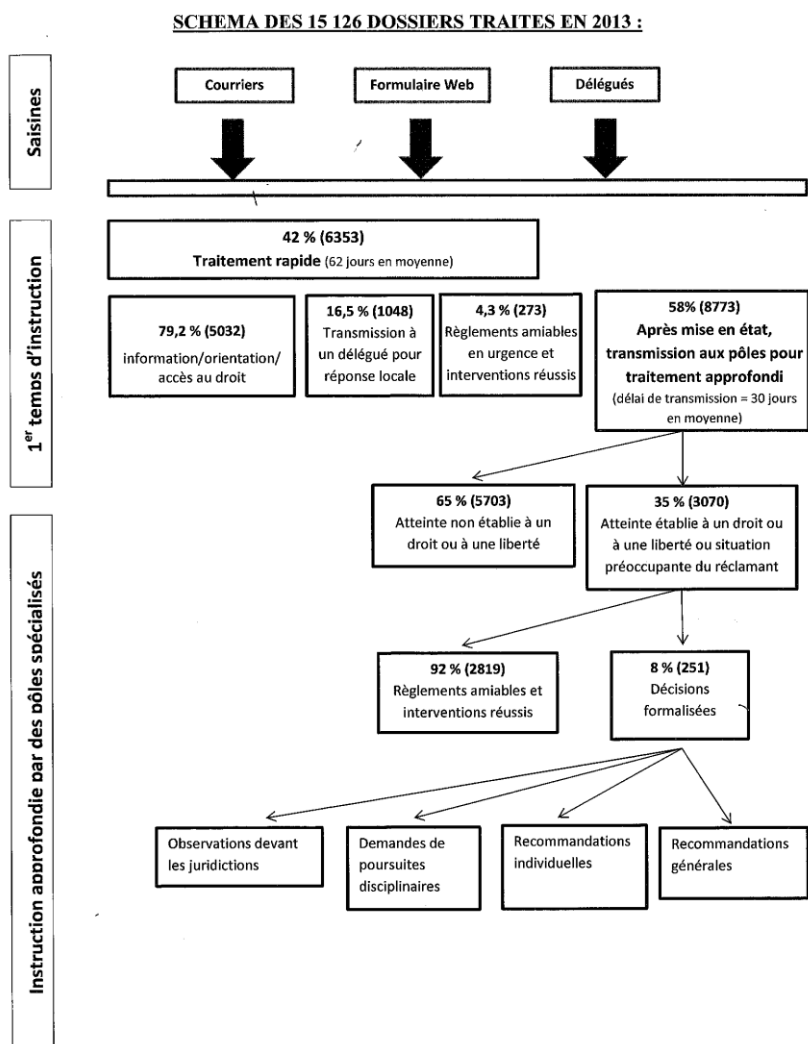 SCHEMA DES 15 126 DOSSIERS TRAITES EN 2013 :
Saisines
Courriers
Formulaire Web
Délégués
1er temps d'instruction
42 % (6353)
Traitement rapide (62 jours en moyenne)
79,2 % (5032)
information/orientation/
accès au droit
16,5 % (1048)
Transmission à
un délégué pour
réponse locale
4,3 % (273)
Règlements amiables
en urgence et
interventions réussis
58% (8773)
Après mise en état,
transmission aux pôles pour
traitement approfondi
(délai de transmission = 30 jours
en moyenne)
Instruction approfondie par des pôles spécialisés
65 % (5703)
Atteinte non établie à un
droit ou à une liberté
35 % (3070)
Atteinte établie à un droit ou
à une liberté ou situation
préoccupante du réclamant
92 % (2819)
Règlements amiables et
interventions réussis
8 % (251)
Décisions
formalisées
Observations devant
les juridictions
Demandes de
poursuites
disciplinaires
Recommandations
individuelles
Recommandations
générales